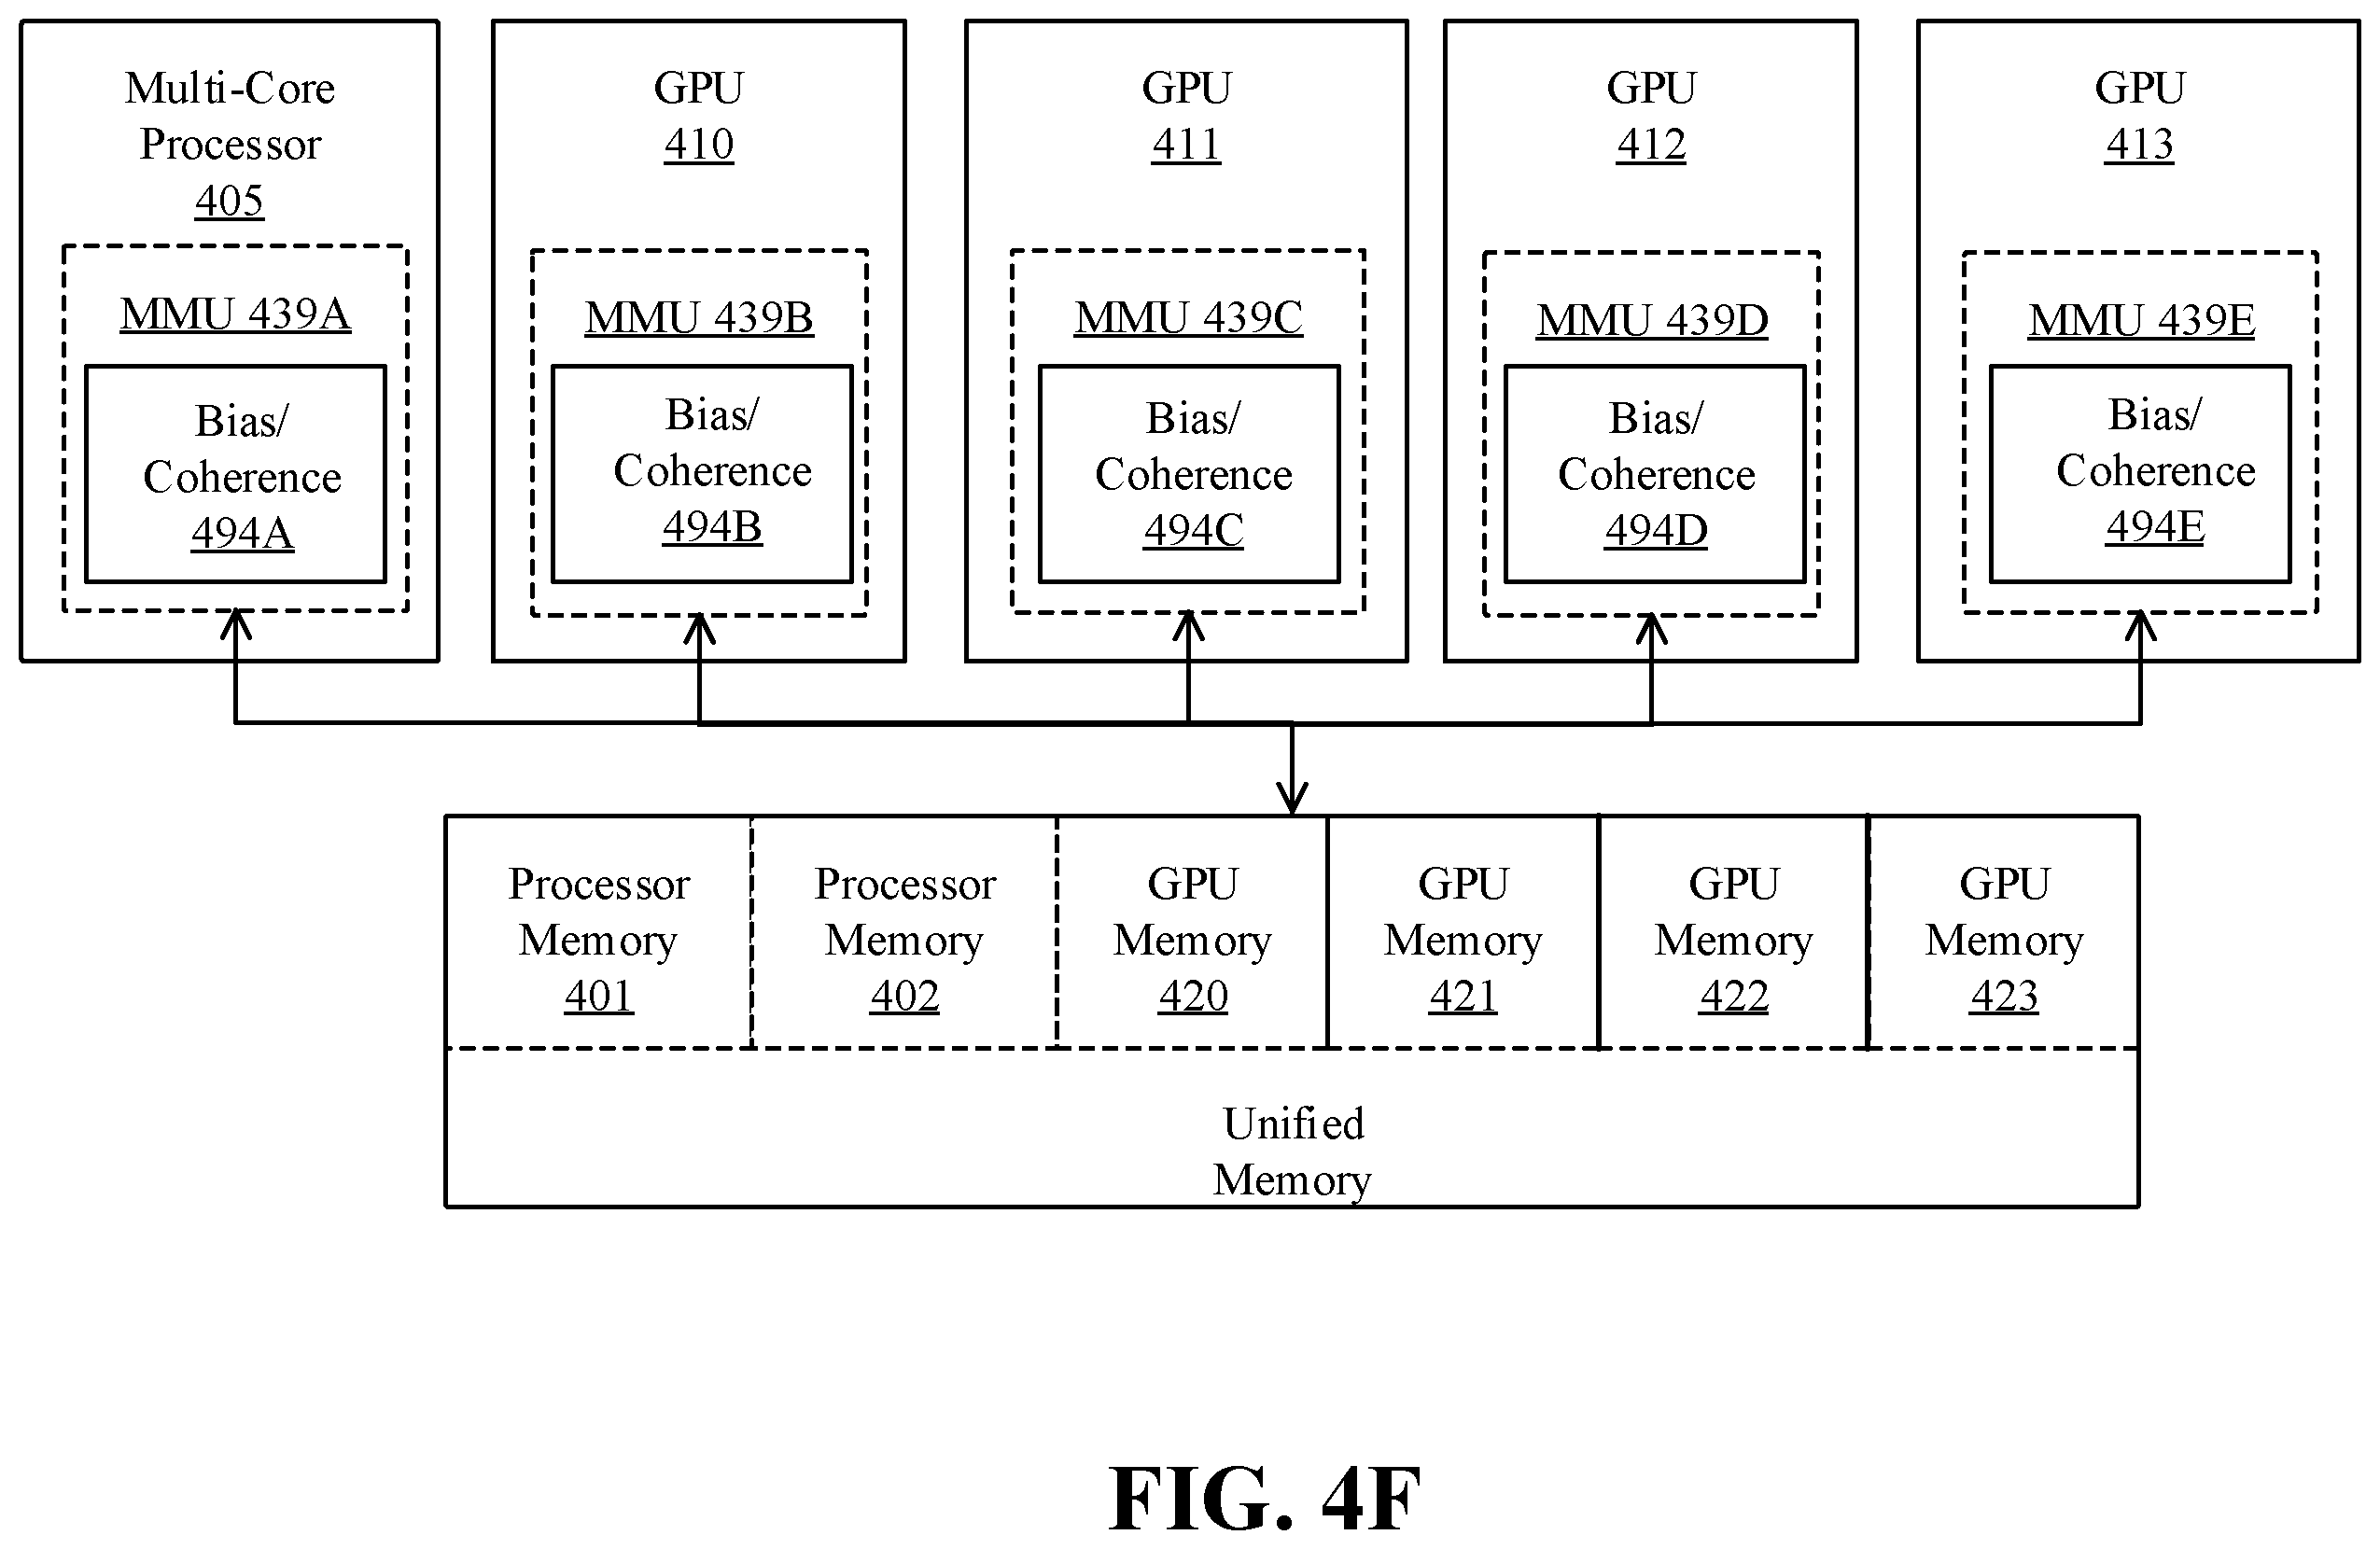 Multi-Core
Processor
405
MMU 439A
Bias/
Coherence
494A
GPU
410
MMU 439B
Bias/
Coherence
494B
GPU
411
MMU 439C
Bias/
Coherence
494C
GPU
412
MMU 439D
Bias/
Coherence
494D
GPU
413
MMU 439E
Bias/
Coherence
494E
Processor
Memory
401
Processor
Memory
402
GPU
Memory
420
GPU
Memory
421
GPU
Memory
422
GPU
Memory
423
Unified
Memory
FIG. 4F